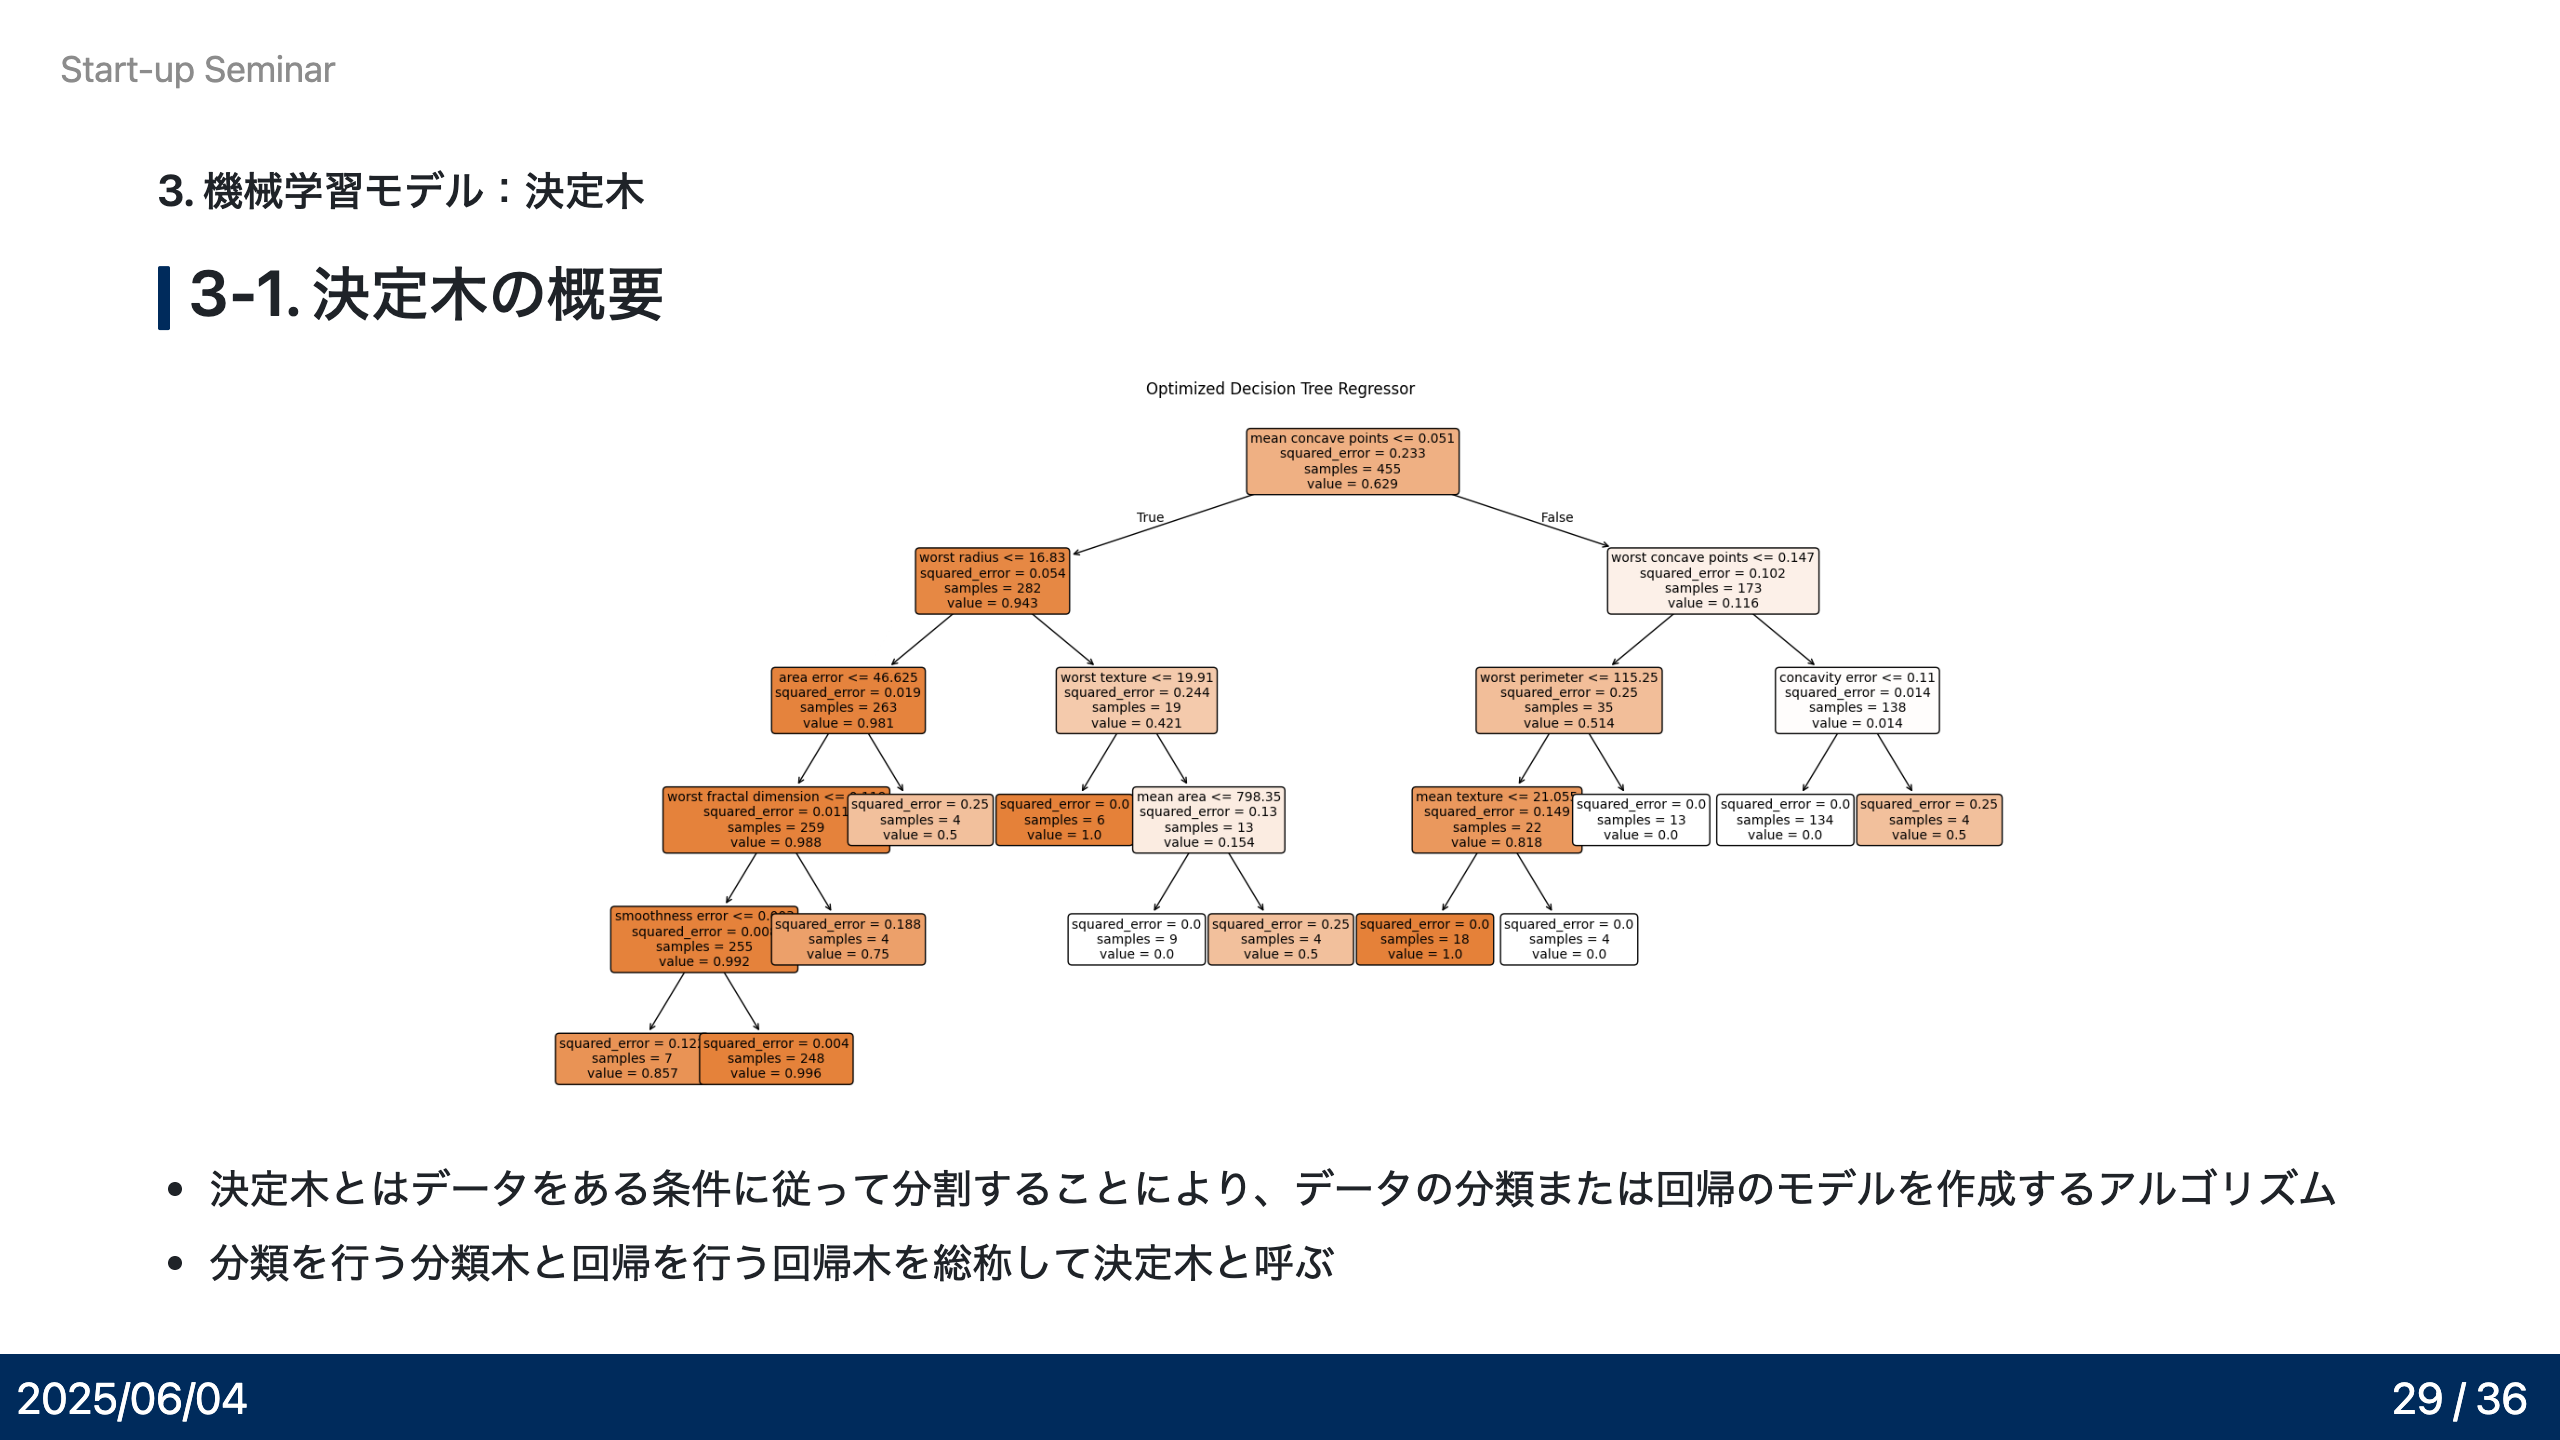 Start-up Seminar
3. 機械学習モデル：決定木
3-1. 決定木の概要
Optimized Decision Tree Regressor
mean concave points <= 0.051
squared_error = 0.233
samples = 455
value = 0.629
True
False
worst radius <= 16.83
squared_error = 0.054
samples = 282
value = 0.943
worst concave points <= 0.147
squared_error = 0.102
samples = 173
value = 0.116
area error <= 46.625
squared_error = 0.019
samples = 263
value = 0.981
worst texture <= 19.91
squared_error = 0.244
samples = 19
value = 0.421
worst perimeter <= 115.25
squared_error = 0.25
samples = 35
value = 0.514
concavity error <= 0.11
squared_error = 0.014
samples = 138
value = 0.014
worst fractal dimension <=
squared_error = 0.011
samples = 259
value = 0.988
squared_error = 0.25
samples = 4
value = 0.5
squared_error = 0.0
samples = 6
value = 1.0
mean area <= 798.35
squared_error = 0.13
samples = 13
value = 0.154
mean texture <= 21.055
squared_error = 0.149
samples = 22
value = 0.818
squared_error = 0.0
samples = 13
value = 0.0
squared_error = 0.0
samples = 134
value = 0.0
squared_error = 0.25
samples = 4
value = 0.5
smoothness error <=
squared_error =
samples = 255
value = 0.992
squared_error = 0.188
samples = 4
value = 0.75
squared_error = 0.0
samples = 9
value = 0.0
squared_error = 0.25
samples = 4
value = 0.5
squared_error = 0.0
samples = 18
value = 1.0
squared_error = 0.0
samples = 4
value = 0.0
squared_error =
samples = 7
value = 0.857
squared_error = 0.004
samples = 248
value = 0.996
• 決定木とはデータをある条件に従って分割することにより、データの分類または回帰のモデルを作成するアルゴリズム
• 分類を行う分類木と回帰を行う回帰木を総称して決定木と呼ぶ
2025/06/04
29 / 36